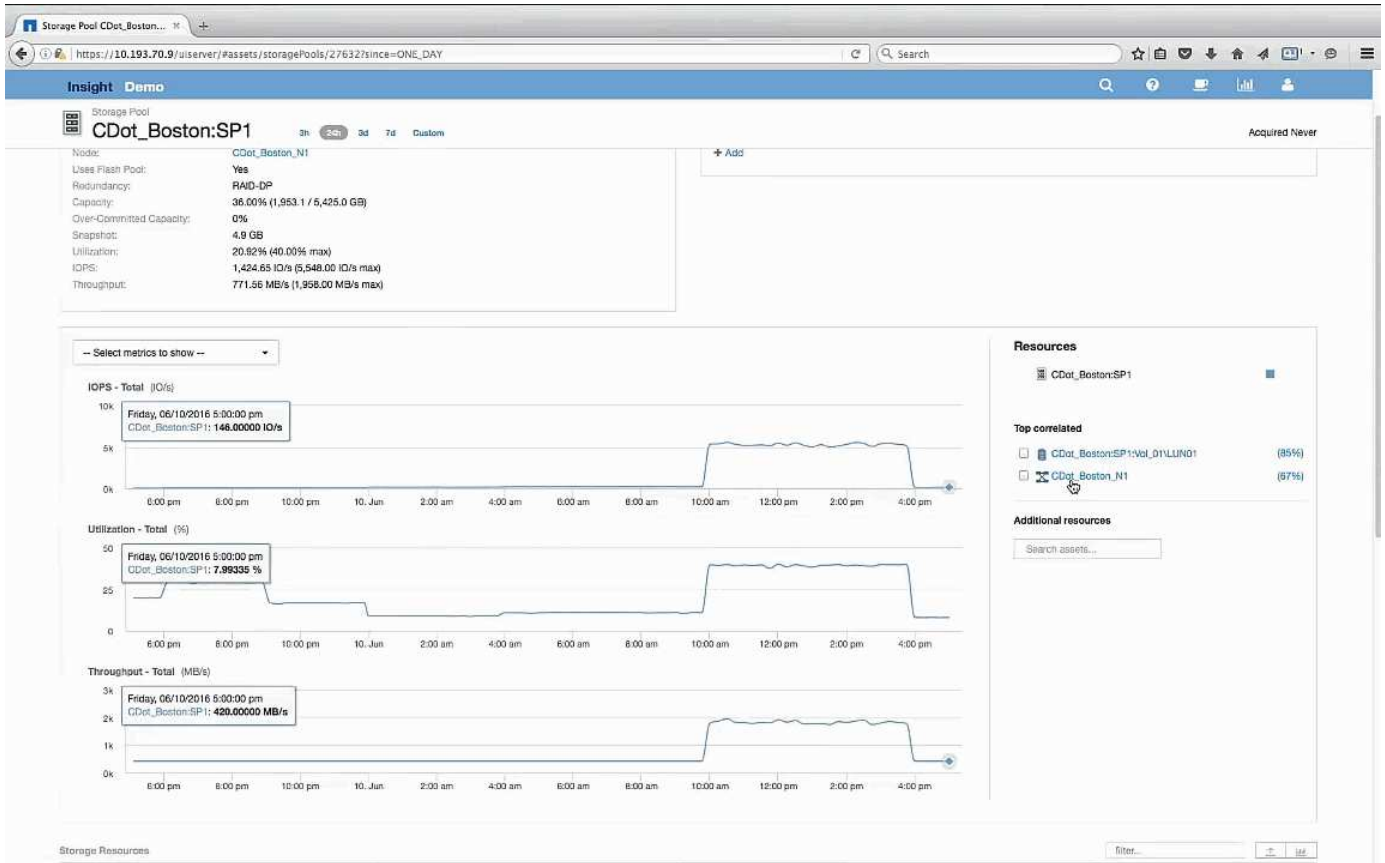 Storage Pool CDot_Boston...
https://10.193.70.9/uiserver/#assets/storagePools/27632?since=ONE_DAY
Search
Insight Demo
Storage Pool
CDot_Boston:SP1 3h 24h 3d 7d Custom
Acquired Never
Node: CDot_Boston_N1
Uses Flash Pool: Yes
Redundancy: RAID-DP
Capacity: 36.00% (1,953.1 / 5,425.0 GB)
Over-Committed Capacity: 0%
Snapshot: 4.9 GB
Utilization: 20.92% (40.00% max)
IOPS: 1,424.65 IO/s (5,548.00 IO/s max)
Throughput: 771.56 MB/s (1,958.00 MB/s max)
+ Add
-- Select metrics to show --
IOPS - Total (IO/s)
10k
5k
0k
Friday, 06/10/2016 5:00:00 pm
CDot_Boston:SP1: 146.00000 IO/s
6:00 pm 8:00 pm 10:00 pm 10. Jun 2:00 am 4:00 am 6:00 am 8:00 am 10:00 am 12:00 pm 2:00 pm 4:00 pm
Utilization - Total (%)
50
25
0
Friday, 06/10/2016 5:00:00 pm
CDot_Boston:SP1: 7.99335 %
6:00 pm 8:00 pm 10:00 pm 10. Jun 2:00 am 4:00 am 6:00 am 8:00 am 10:00 am 12:00 pm 2:00 pm 4:00 pm
Throughput - Total (MB/s)
3k
2k
1k
0k
Friday, 06/10/2016 5:00:00 pm
CDot_Boston:SP1: 420.00000 MB/s
6:00 pm 8:00 pm 10:00 pm 10. Jun 2:00 am 4:00 am 6:00 am 8:00 am 10:00 am 12:00 pm 2:00 pm 4:00 pm
Resources
CDot_Boston:SP1
Top correlated
CDot_Boston:SP1:Vol_01\LUN01 (85%)
CDot_Boston_N1 (67%)
Additional resources
Search assets...
Storage Resources
filter...